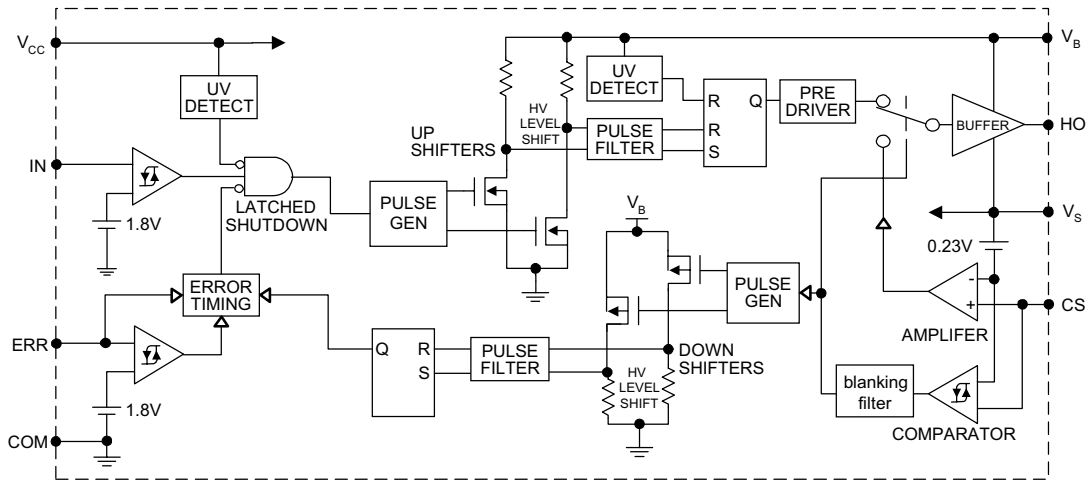 VCC
UV
DETECT
IN
1.8V
LATCHED
SHUTDOWN
PULSE
GEN
UP
SHIFTERS
HV
LEVEL
SHIFT
UV
DETECT
PULSE
FILTER
R
R
S
Q
PRE
DRIVER
BUFFER
VB
HO
VS
0.23V
-
+
CS
AMPLIFER
VB
PULSE
GEN
ERROR
TIMING
ERR
1.8V
COM
Q
R
S
PULSE
FILTER
HV
LEVEL
SHIFT
DOWN
SHIFTERS
blanking
filter
COMPARATOR